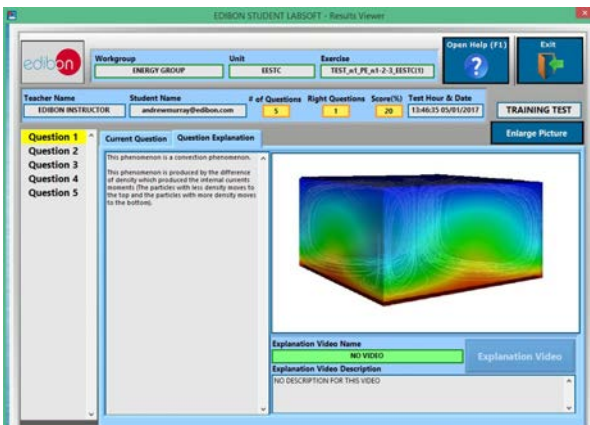 EDIBON STUDENT LABSOFT - Results Viewer
edibon
Workgroup
ENERGY GROUP
Unit
EESTC
Exercise
TEST_n1_PE_n1-2-3_EESTC(1)
Open Help (F1)
?
Exit
Teacher Name
EDIBON INSTRUCTOR
Student Name
andrewmurray@edibon.com
# of Questions
5
Right Questions
1
Score(%)
20
Test Hour & Date
13:46:35 05/01/2017
TRAINING TEST
Enlarge Picture
Question 1
Question 2
Question 3
Question 4
Question 5
Current Question
Question Explanation
This phenomenon is a convection phenomenon.
This phenomenon is produced by the difference
of density which produced the internal currents
moments (The particles with less density moves to
the top and the particles with more density moves
to the bottom).
Explanation Video Name
NO VIDEO
Explanation Video
Explanation Video Description
NO DESCRIPTION FOR THIS VIDEO